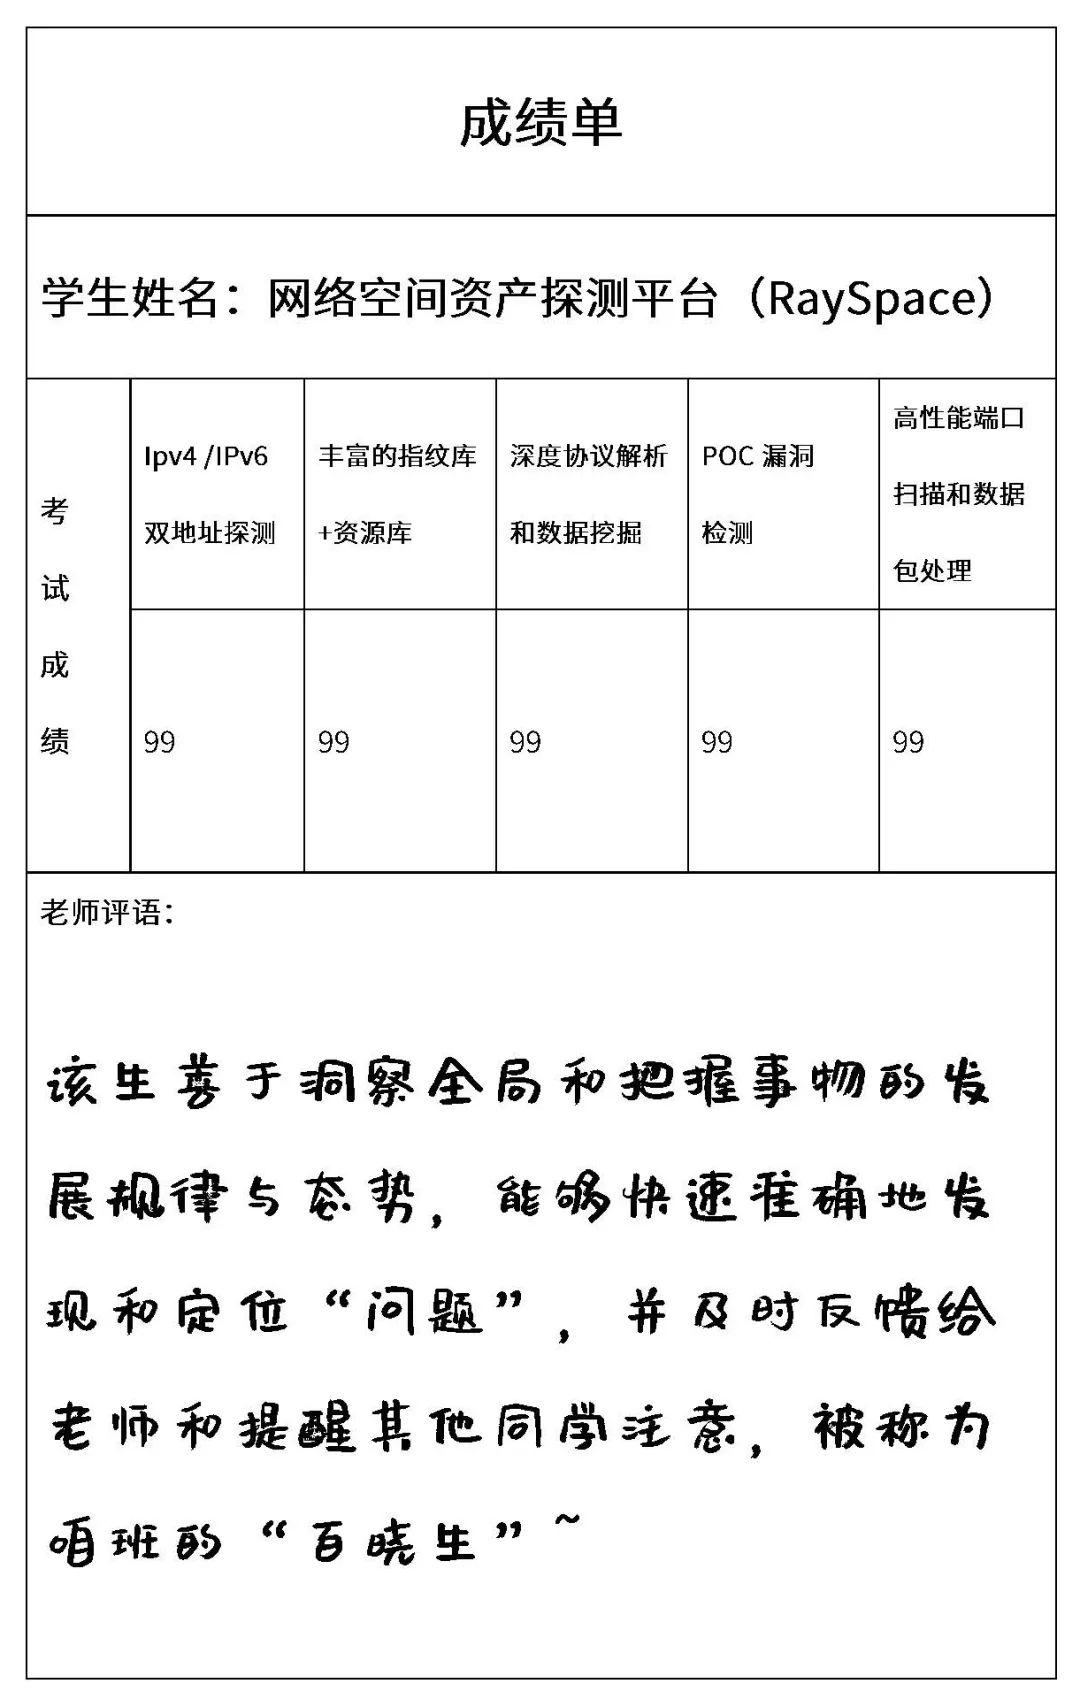 成绩单
学生姓名：网络空间资产探测平台（RaySpace）
考
试
成
绩
Ipv4 /IPv6
双地址探测
丰富的指纹库
+资源库
深度协议解析
和数据挖掘
POC 漏洞
检测
高性能端口
扫描和数据
包处理
99
99
99
99
99
老师评语：
该生善于洞察全局和把握事物的发
展规律与态势，能够快速准确地发
现和定位“问题”，并及时反馈给
老师和提醒其他同学注意，被称为
咱班的“百晓生”~